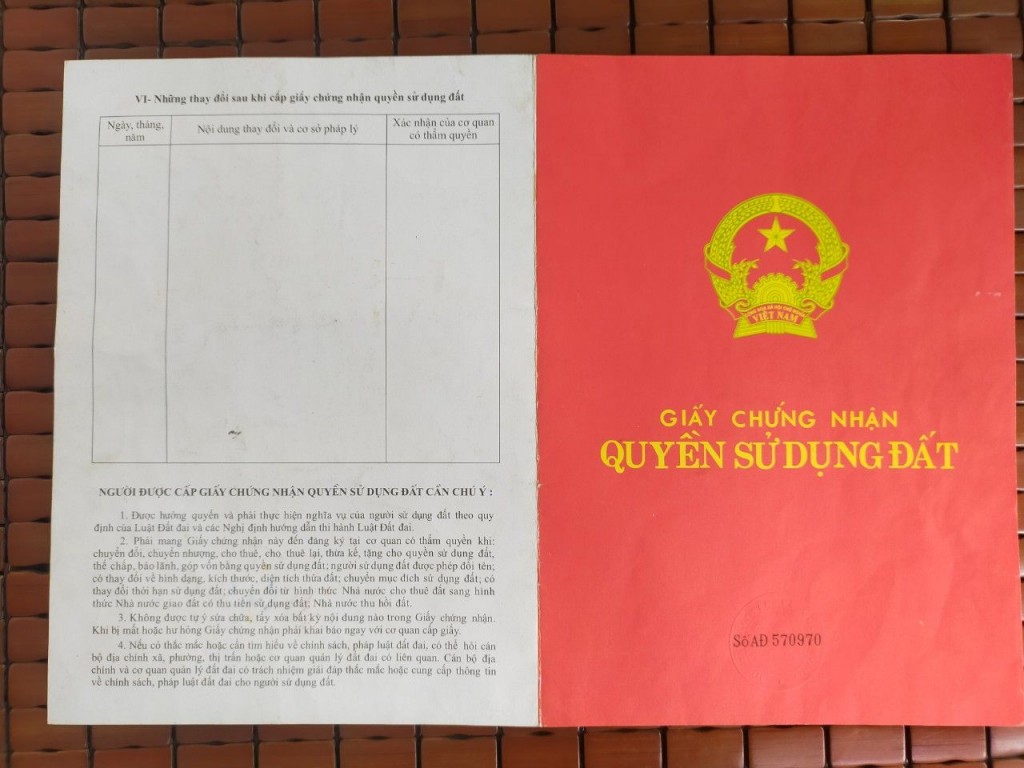 VI- Những thay đổi sau khi cấp giấy chứng nhận quyền sử dụng đất
Ngày, tháng, năm
Nội dung thay đổi và cơ sở pháp lý
Xác nhận của cơ quan có thẩm quyền
NGƯỜI ĐƯỢC CẤP GIẤY CHỨNG NHẬN QUYỀN SỬ DỤNG ĐẤT CẦN CHÚ Ý :
1. Được hưởng quyền và phải thực hiện nghĩa vụ của người sử dụng đất theo quy
định của Luật Đất đai và các Nghị định hướng dẫn thi hành Luật Đất đai.
2. Phải mang Giấy chứng nhận này đến đăng ký tại cơ quan có thẩm quyền khi:
chuyển đổi, chuyển nhượng, cho thuê, cho thuê lại, thừa kế, tặng cho quyền sử dụng đất,
thế chấp, bảo lãnh, góp vốn bằng quyền sử dụng đất; người sử dụng đất được phép đổi tên;
có thay đổi về hình dạng, kích thước, diện tích thửa đất; chuyển mục đích sử dụng đất; có
thay đổi thời hạn sử dụng đất; chuyển đổi từ hình thức Nhà nước cho thuê đất sang hình
thức Nhà nước giao đất có thu tiền sử dụng đất; Nhà nước thu hồi đất.
3. Không được tự ý sửa chữa, tẩy xóa bất kỳ nội dung nào trong Giấy chứng nhận.
Khi bị mất hoặc hư hỏng Giấy chứng nhận phải khai báo ngay với cơ quan cấp giấy.
4. Nếu có thắc mắc hoặc cần tìm hiểu về chính sách, pháp luật đất đai, có thể hỏi cán
bộ địa chính xã, phường, thị trấn hoặc cơ quan quản lý đất đai có liên quan. Cán bộ địa
chính và cơ quan quản lý đất đai có trách nhiệm giải đáp thắc mắc hoặc cung cấp thông tin
về chính sách, pháp luật đất đai cho người sử dụng đất.
VIỆT NAM
GIẤY CHỨNG NHẬN
QUYỀN SỬ DỤNG ĐẤT
Số AĐ 570970